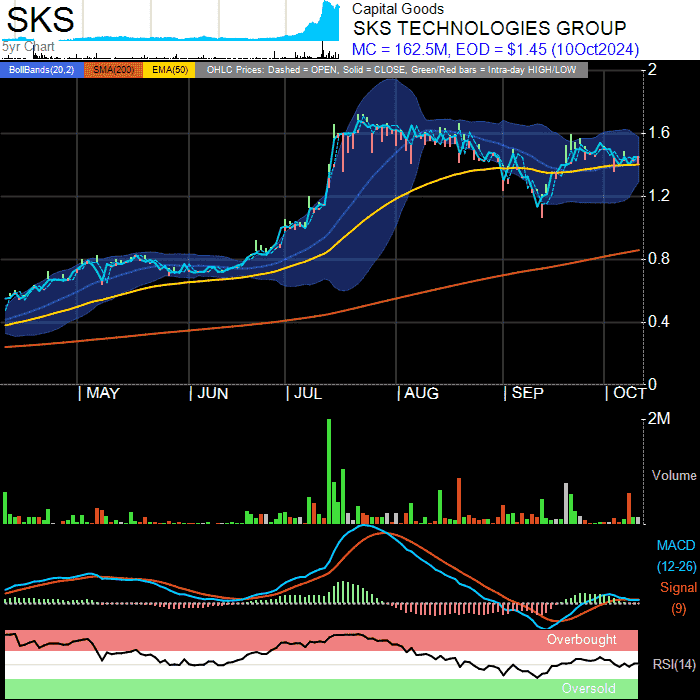 SKS
5yr Chart
Capital Goods
SKS TECHNOLOGIES GROUP
MC = 162.5M, EOD = $1.45 (10Oct2024)
BollBands(20,2) SMA(200) EMA(50) OHLC Prices: Dashed = OPEN, Solid = CLOSE, Green/Red bars = Intra-day HIGH/LOW
2
1.6
1.2
0.8
0.4
0
| MAY | JUN | JUL | AUG | SEP | OCT
2M
Volume
MACD
(12-26)
Signal
(9)
Overbought
RSI(14)
Oversold